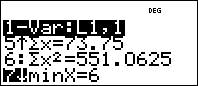 DEG
1-Var:L1,1
5↑Σx=73.75
6:Σx²=551.0625
7↓minX=6